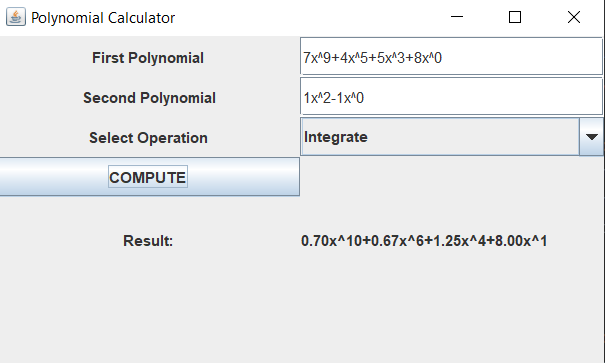 Polynomial Calculator
First Polynomial 7x^9+4x^5+5x^3+8x^0
Second Polynomial 1x^2-1x^0
Select Operation Integrate
COMPUTE
Result: 0.70x^10+0.67x^6+1.25x^4+8.00x^1